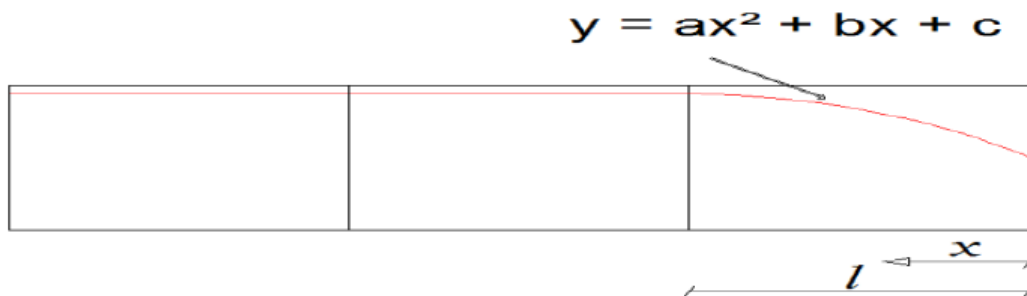 y = ax² + bx + c
x
l